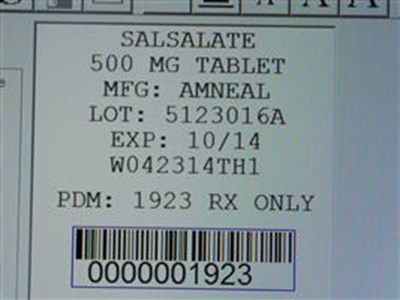 SALSALATE
500 MG TABLET
MFG: AMNEAL
LOT: 5123016A
EXP: 10/14
W042314TH1
PDM: 1923 RX ONLY
0000001923